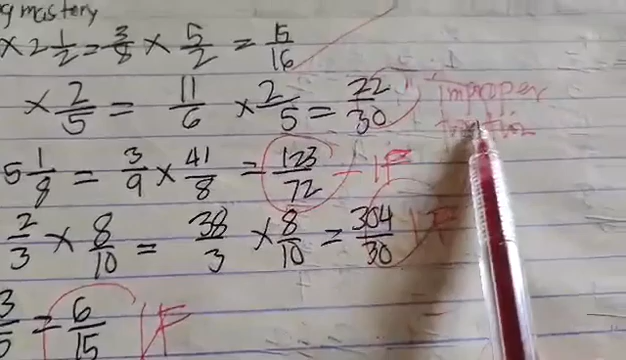 mastery
× 2 1/2 = 3/8 × 5/2 = 15/16
× 2/5 = 11/6 × 2/5 = 22/30 improper
5 1/8 = 3/9 × 41/8 = 123/72 - IF
2/3 × 8/10 = 38/3 × 8/10 = 304/30 IF
3/5 = 6/15 IF